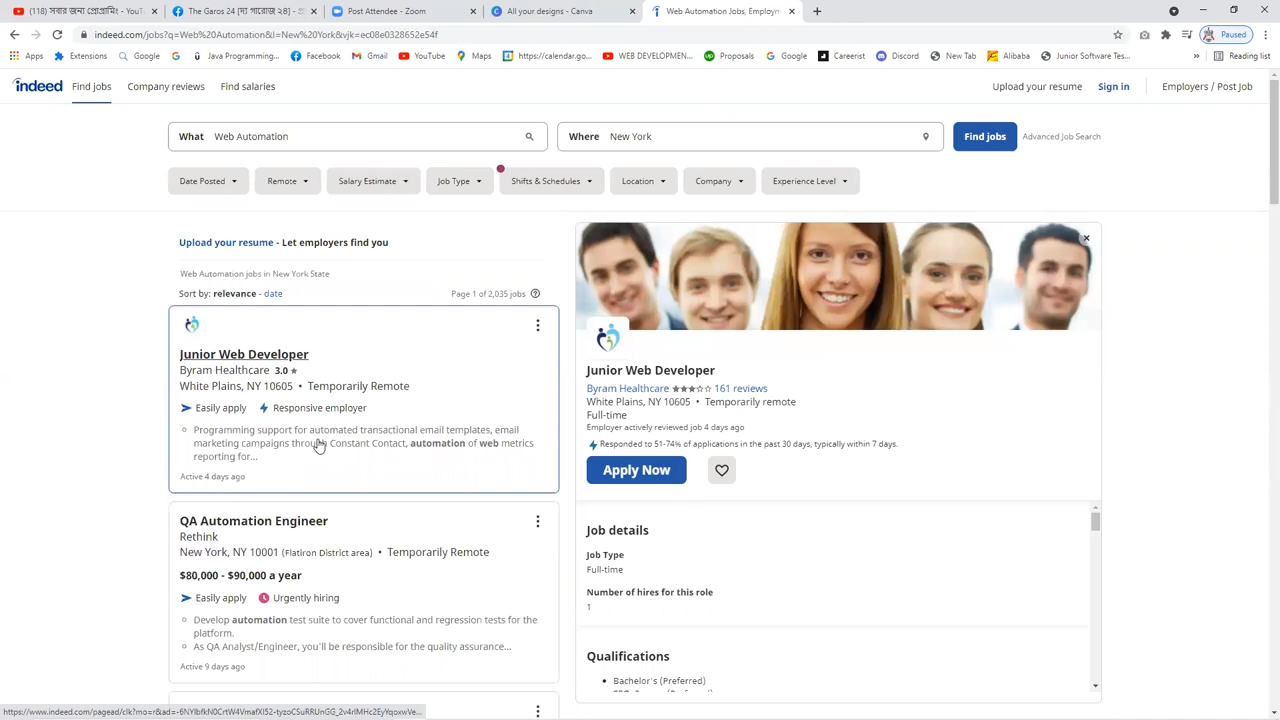 (118) সবার জন্য প্রোগ্রামিং - YouT
The Garos 24 [দ্য গারোজ ২৪] -
Post Attendee - Zoom
All your designs - Canva
Web Automation Jobs, Employm
indeed.com/jobs?q=Web%20Automation&l=New%20York&vjk=ec08e0328652e54f
Paused
Apps
Extensions
Google
Java Programming...
Facebook
Gmail
YouTube
Maps
https://calendar.go...
WEB DEVELOPMEN...
Proposals
Google
Careerist
Discord
New Tab
Alibaba
Junior Software Tes...
»
Reading list
indeed
Find jobs
Company reviews
Find salaries
Upload your resume
Sign in
Employers / Post Job
What Web Automation
Where New York
Find jobs
Advanced Job Search
Date Posted
Remote
Salary Estimate
Job Type
Shifts & Schedules
Location
Company
Experience Level
Upload your resume - Let employers find you
Web Automation jobs in New York State
Sort by: relevance - date
Page 1 of 2,035 jobs
Junior Web Developer
Byram Healthcare 3.0
White Plains, NY 10605 • Temporarily Remote
Easily apply
Responsive employer
Programming support for automated transactional email templates, email
marketing campaigns through Constant Contact, automation of web metrics
reporting for...
Active 4 days ago
QA Automation Engineer
Rethink
New York, NY 10001 (Flatiron District area) • Temporarily Remote
$80,000 - $90,000 a year
Easily apply
Urgently hiring
Develop automation test suite to cover functional and regression tests for the
platform.
As QA Analyst/Engineer, you'll be responsible for the quality assurance...
Active 9 days ago
Junior Web Developer
Byram Healthcare 161 reviews
White Plains, NY 10605 • Temporarily remote
Full-time
Employer actively reviewed job 4 days ago
Responded to 51-74% of applications in the past 30 days, typically within 7 days.
Apply Now
Job details
Job Type
Full-time
Number of hires for this role
1
Qualifications
Bachelor's (Preferred)